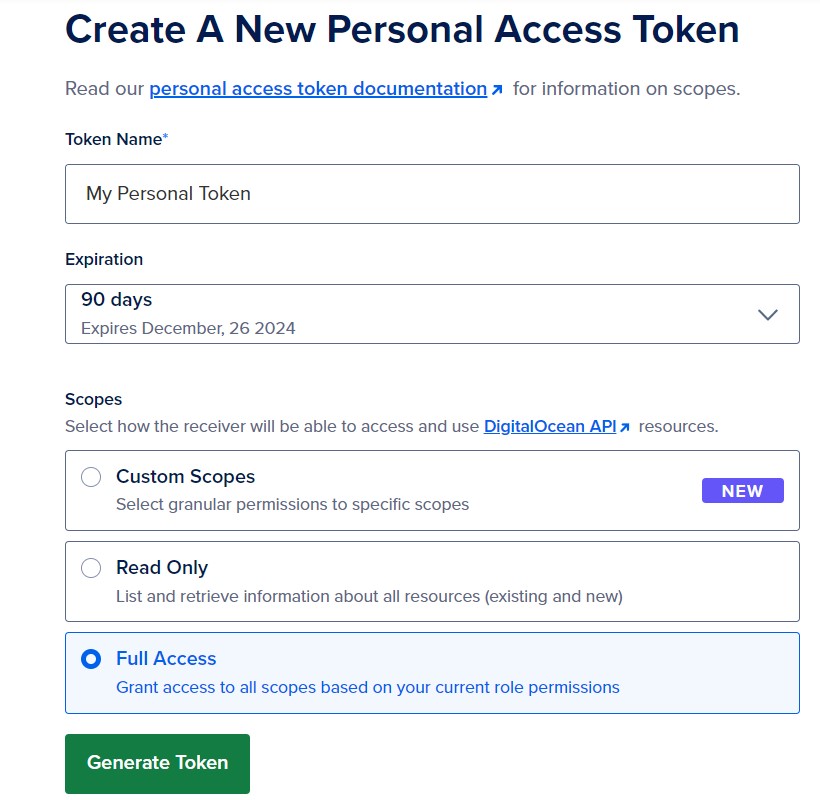 Create A New Personal Access Token
Read our personal access token documentation for information on scopes.
Token Name*
My Personal Token
Expiration
90 days
Expires December, 26 2024
Scopes
Select how the receiver will be able to access and use DigitalOcean API resources.
Custom Scopes
Select granular permissions to specific scopes
NEW
Read Only
List and retrieve information about all resources (existing and new)
Full Access
Grant access to all scopes based on your current role permissions
Generate Token